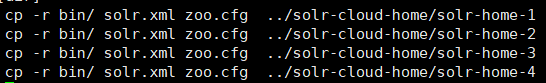 cp -r bin/ solr.xml zoo.cfg  ../solr-cloud-home/solr-home-1
cp -r bin/ solr.xml zoo.cfg  ../solr-cloud-home/solr-home-2
cp -r bin/ solr.xml zoo.cfg  ../solr-cloud-home/solr-home-3
cp -r bin/ solr.xml zoo.cfg  ../solr-cloud-home/solr-home-4